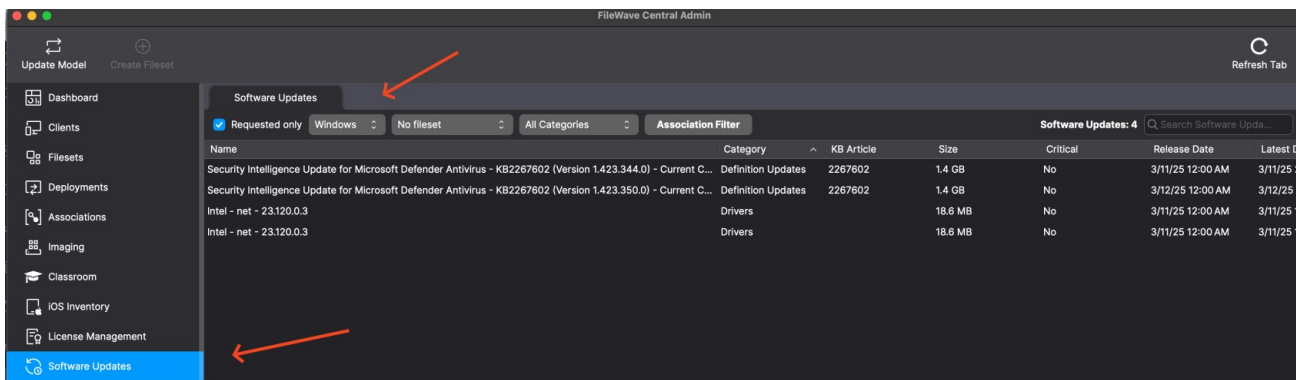 FileWave Central Admin
Update Model
Create Fileset
Refresh Tab
Dashboard
Clients
Filesets
Deployments
Associations
Imaging
Classroom
iOS Inventory
License Management
Software Updates
Software Updates
Requested only Windows No fileset All Categories Association Filter Software Updates: 4 Search Software Upda...
Name Category KB Article Size Critical Release Date Latest D
Security Intelligence Update for Microsoft Defender Antivirus - KB2267602 (Version 1.423.344.0) - Current C... Definition Updates 2267602 1.4 GB No 3/11/25 12:00 AM 3/11/25
Security Intelligence Update for Microsoft Defender Antivirus - KB2267602 (Version 1.423.350.0) - Current C... Definition Updates 2267602 1.4 GB No 3/12/25 12:00 AM 3/12/25
Intel - net - 23.120.0.3 Drivers 18.6 MB No 3/11/25 12:00 AM 3/11/25
Intel - net - 23.120.0.3 Drivers 18.6 MB No 3/11/25 12:00 AM 3/11/25